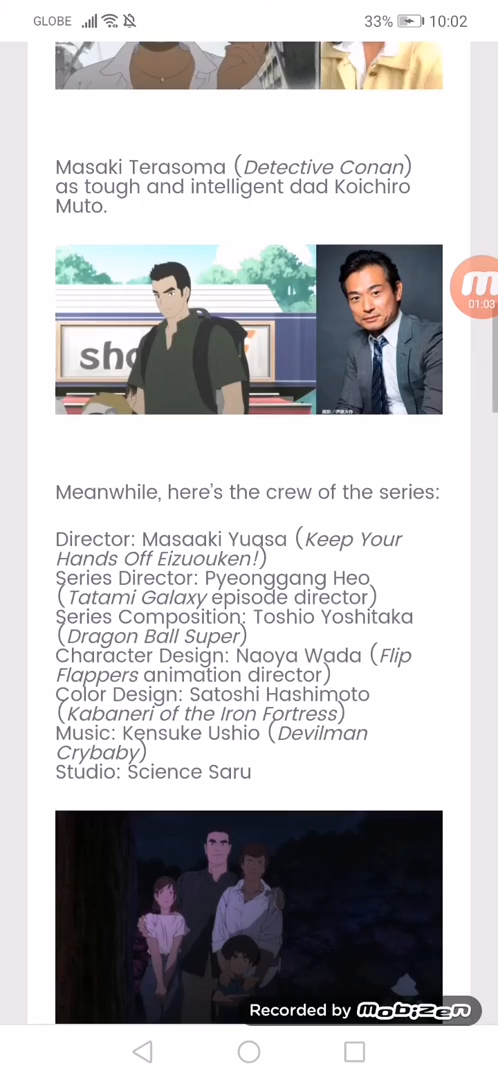 GLOBE
33% 10:02
Masaki Terasoma (Detective Conan)
as tough and intelligent dad Koichiro
Muto.
sho
01:03
Meanwhile, here's the crew of the series:
Director: Masaaki Yuasa (Keep Your
Hands Off Eizuouken!)
Series Director: Pyeonggang Heo
(Tatami Galaxy episode director)
Series Composition: Toshio Yoshitaka
(Dragon Ball Super)
Character Design: Naoya Wada (Flip
Flappers animation director)
Color Design: Satoshi Hashimoto
(Kabaneri of the Iron Fortress)
Music: Kensuke Ushio (Devilman
Crybaby)
Studio: Science Saru
Recorded by Mobizen